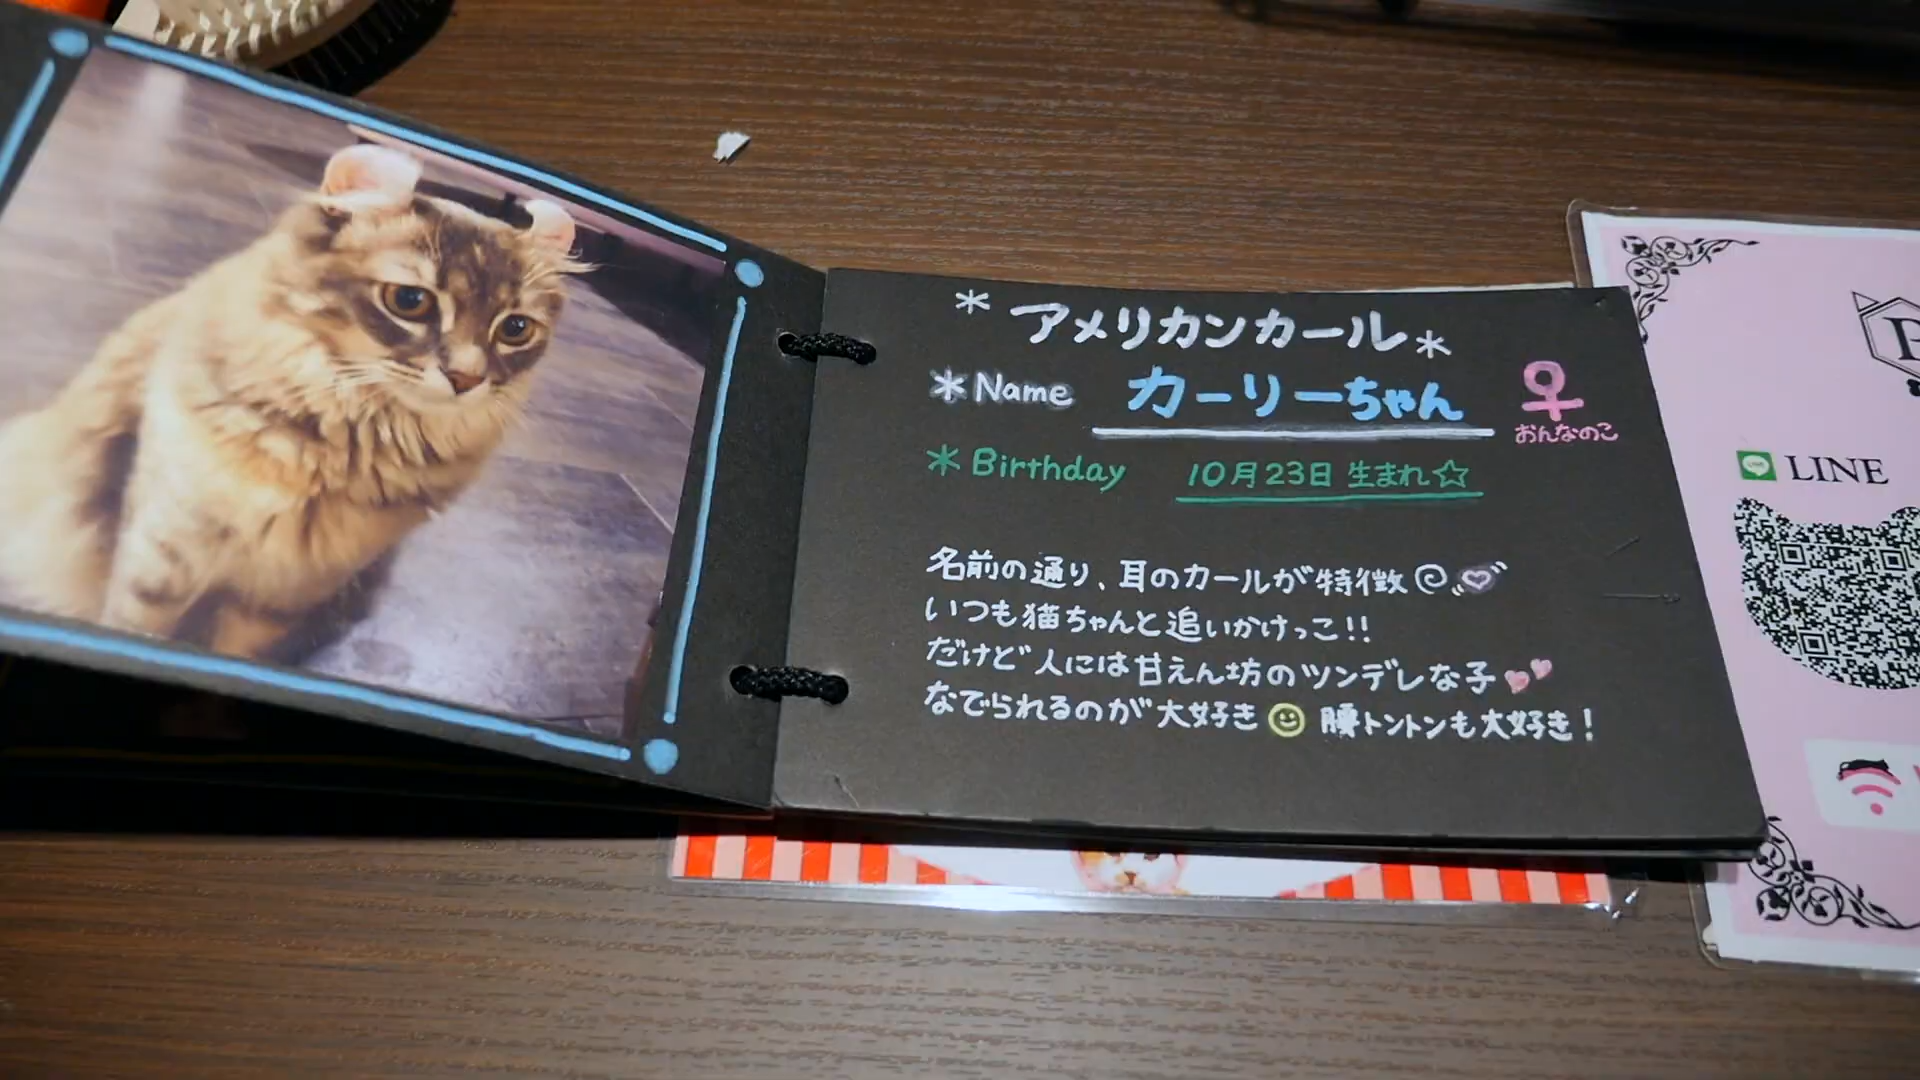 ＊アメリカンカール＊
＊Name カーリーちゃん ♀
おんなのこ
＊Birthday 10月23日 生まれ☆
名前の通り、耳のカールが特徴
いつも猫ちゃんと追いかけっこ!!
だけど人には甘えん坊のツンデレな子
なでられるのが大好き 腰トントンも大好き!
LINE